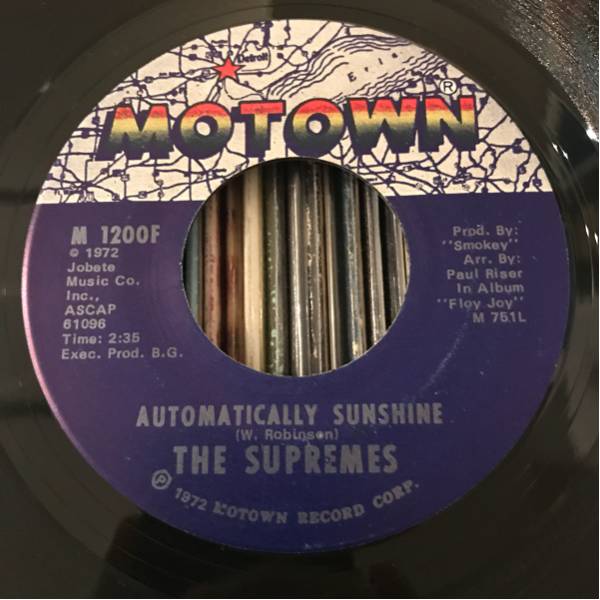 Detroit
Erie
MOTOWN®
M 1200F
© 1972
Jobete
Music Co.
Inc.,
ASCAP
61096
Time: 2:35
Exec. Prod. B.G.
Prod. By:
"Smokey"
Arr. By:
Paul Riser
In Album
"Floy Joy"
M 751L
AUTOMATICALLY SUNSHINE
(W. Robinson)
THE SUPREMES
℗ 1972 MOTOWN RECORD CORP.